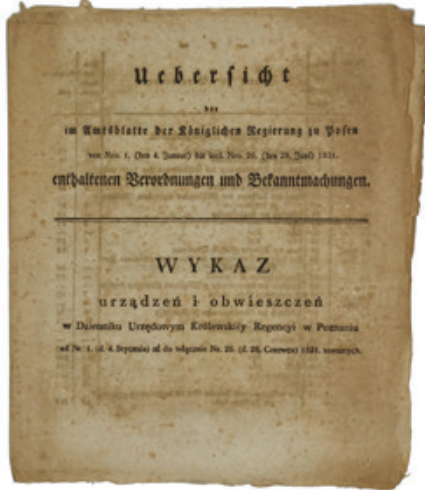 Uebersicht
der
im Amtsblatte der Königlichen Regierung zu Posen
von Nro. 1. (den 4. Januar) bis incl. Nro. 26. (den 28. Juni) 1831.
enthaltenen Verordnungen und Bekanntmachungen.
WYKAZ
urządzeń i obwieszczeń
w Dzienniku Urzędowym Królewskiéy Regencyi w Poznaniu
od Nr. 1. (d. 4. Stycznia) aż do włącznie Nr. 26. (d. 28. Czerwca) 1831. zawartych.